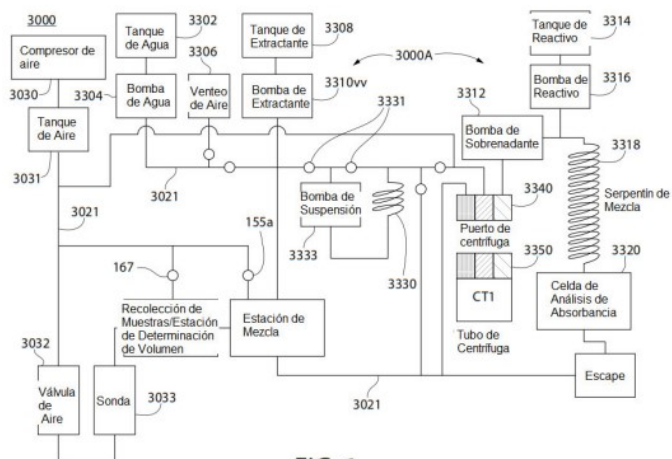 3000
Compresor de
aire
3030
Tanque de Aire
3031
3021
Tanque
de Agua
3302
3304
Bomba
de Agua
3306
Venteo
de Aire
Tanque de
Extractante
3308
Bomba de
Extractante
3310vv
3000A
Tanque de
Reactivo
3314
Bomba de
Reactivo
3316
3312
Bomba de
Sobrenadante
3318
Serpentín de
Mezcla
3331
3021
Bomba de
Suspensión
3333
3330
3340
Puerto de
centrífuga
3350
CT1
Tubo de
Centrífuga
3320
Celda de
Análisis de
Absorbancia
Escape
155a
167
Recolección de
Muestras/Estación
de Determinación
de Volumen
Estación de
Mezcla
3021
3032
Válvula
de
Aire
Sonda
3033